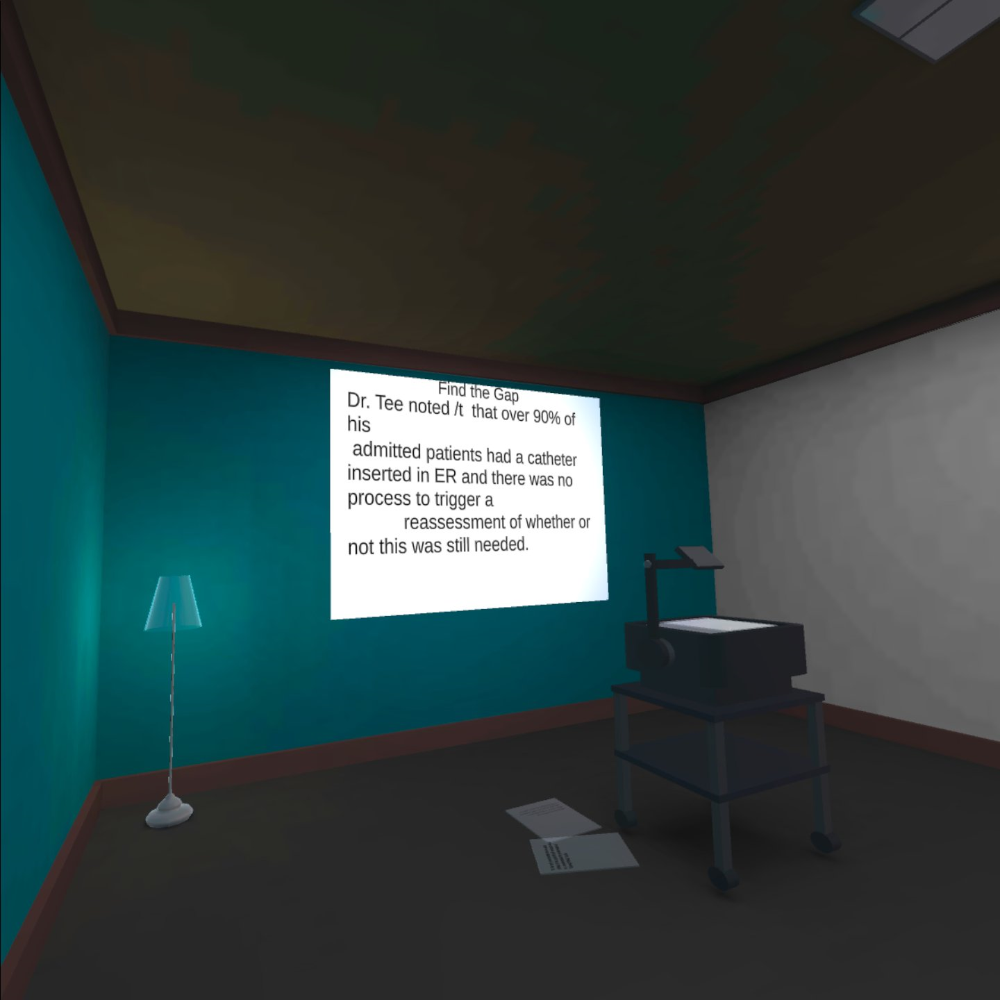 Find the Gap
Dr. Tee noted /t  that over 90% of
his
 admitted patients had a catheter
inserted in ER and there was no
process to trigger a
            reassessment of whether or
not this was still needed.